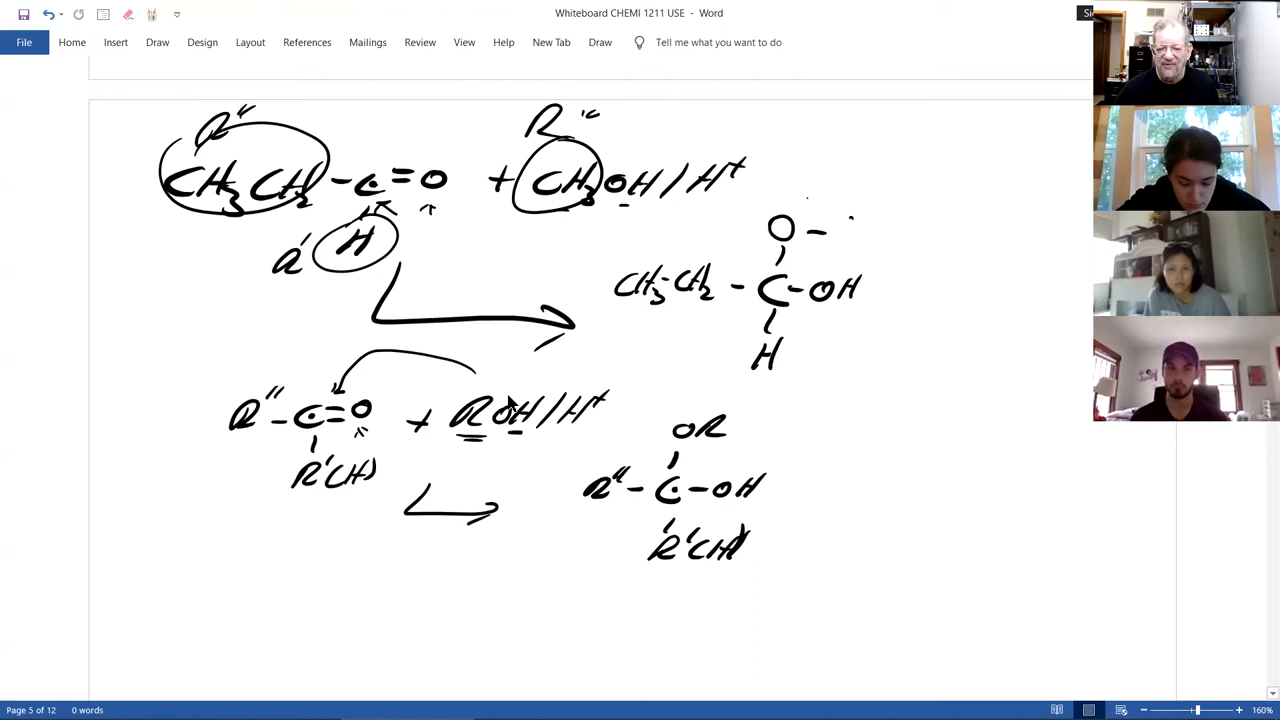 Whiteboard CHEMI 1211 USE - Word
File Home Insert Draw Design Layout References Mailings Review View Help New Tab Draw Tell me what you want to do
R" R"
CH3CH2-C=O + CH3OH/H+
R' H
O-
CH3-CH2-C-OH
H
R"-C=O + ROH/H+
R'(H)
OR
R"-C-OH
R'(H)
Page 5 of 12 0 words 160%